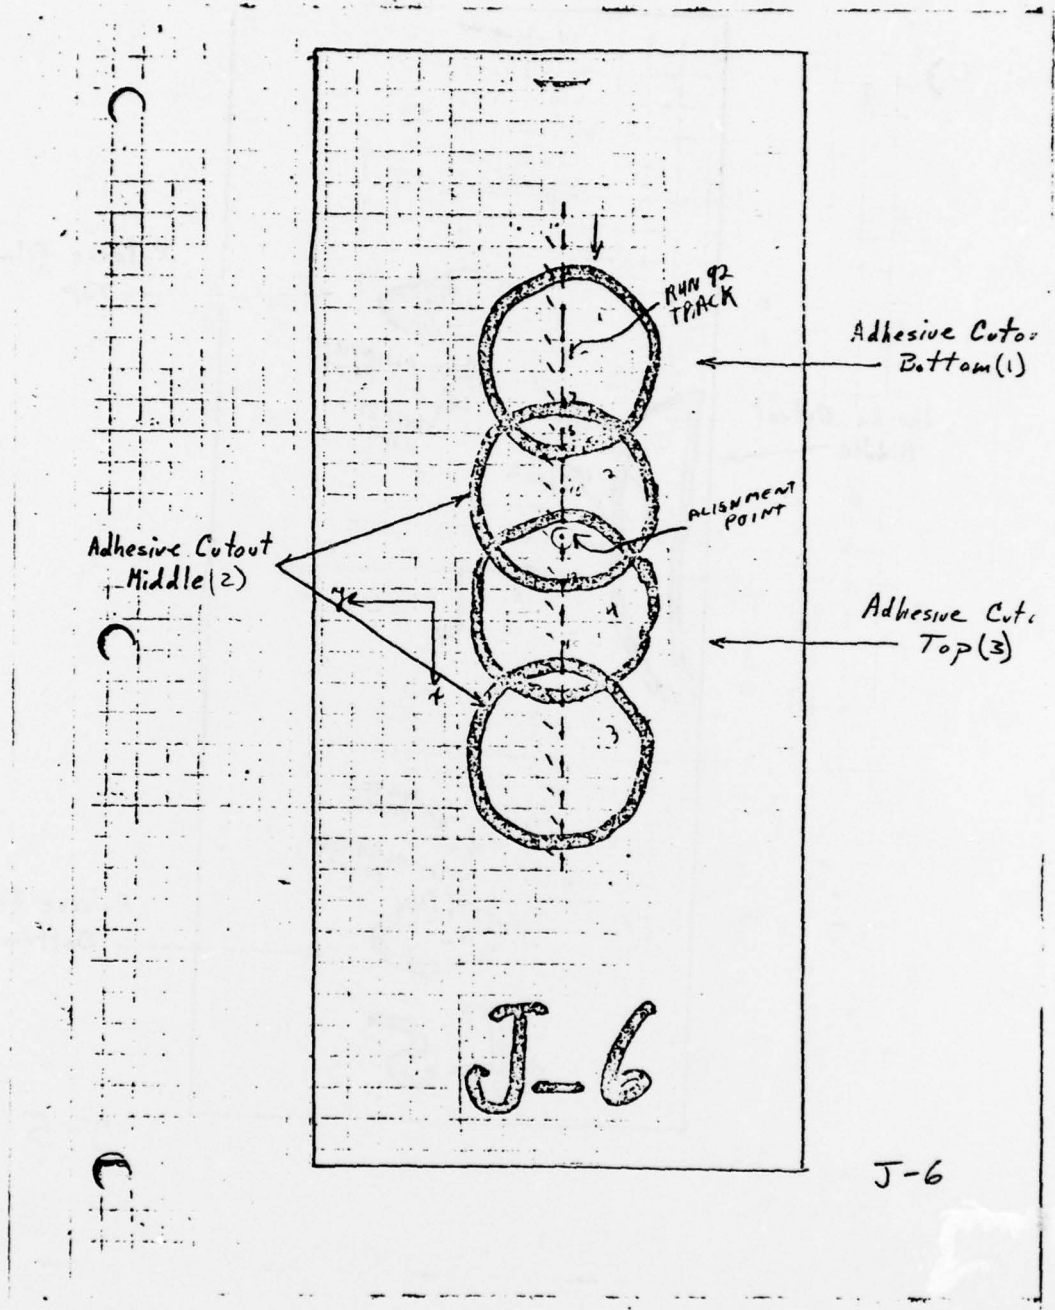 RUN 92
TRACK
Adhesive Cuto
Bottom(1)
1
2
ALIGNMENT
POINT
Adhesive Cutout
Middle(2)
Y
X
4
Adhesive Cut
Top(3)
3
J-6
J-6